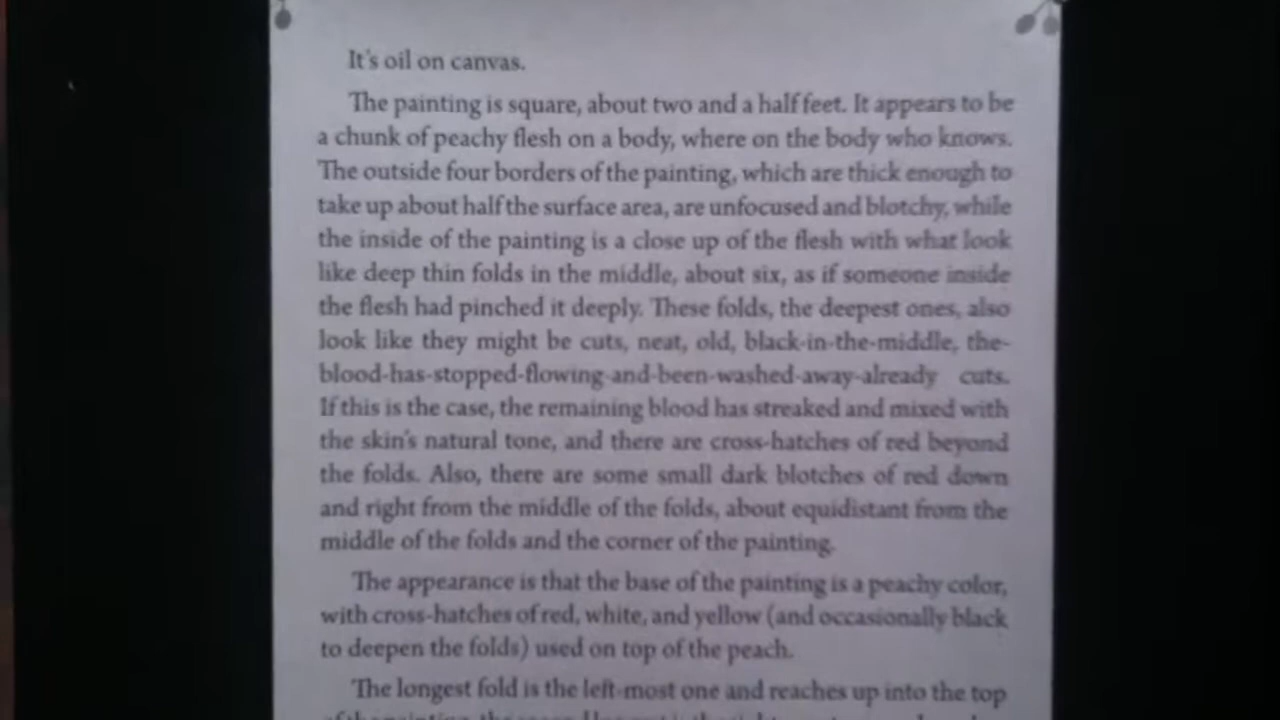 It's oil on canvas.
The painting is square, about two and a half feet. It appears to be
a chunk of peachy flesh on a body, where on the body who knows.
The outside four borders of the painting, which are thick enough to
take up about half the surface area, are unfocused and blotchy, while
the inside of the painting is a close up of the flesh with what look
like deep thin folds in the middle, about six, as if someone inside
the flesh had pinched it deeply. These folds, the deepest ones, also
look like they might be cuts, neat, old, black-in-the-middle, the-
blood-has-stopped-flowing-and-been-washed-away-already cuts.
If this is the case, the remaining blood has streaked and mixed with
the skin's natural tone, and there are cross-hatches of red beyond
the folds. Also, there are some small dark blotches of red down
and right from the middle of the folds, about equidistant from the
middle of the folds and the corner of the painting.
The appearance is that the base of the painting is a peachy color,
with cross-hatches of red, white, and yellow (and occasionally black
to deepen the folds) used on top of the peach.
The longest fold is the left-most one and reaches up into the top
of the painting, the